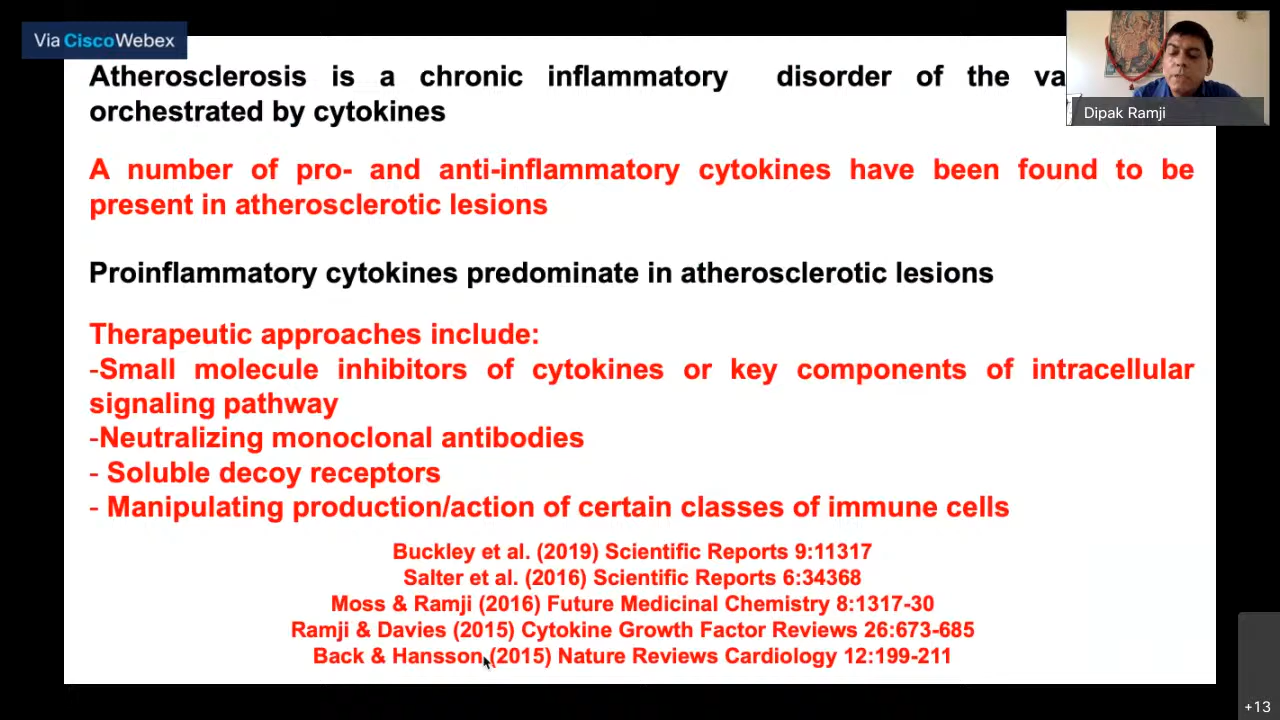 Via CiscoWebex
Atherosclerosis is a chronic inflammatory disorder of the
orchestrated by cytokines
Dipak Ramji
A number of pro- and anti-inflammatory cytokines have been found to be
present in atherosclerotic lesions
Proinflammatory cytokines predominate in atherosclerotic lesions
Therapeutic approaches include:
-Small molecule inhibitors of cytokines or key components of intracellular
signaling pathway
-Neutralizing monoclonal antibodies
- Soluble decoy receptors
- Manipulating production/action of certain classes of immune cells
Buckley et al. (2019) Scientific Reports 9:11317
Salter et al. (2016) Scientific Reports 6:34368
Moss & Ramji (2016) Future Medicinal Chemistry 8:1317-30
Ramji & Davies (2015) Cytokine Growth Factor Reviews 26:673-685
Back & Hansson (2015) Nature Reviews Cardiology 12:199-211
+13